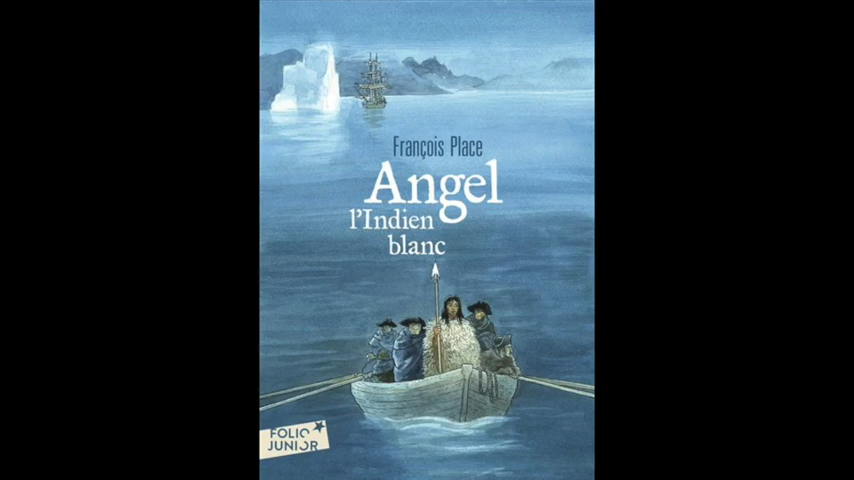 François Place
Angel
l'Indien
blanc
FOLIO
JUNIOR